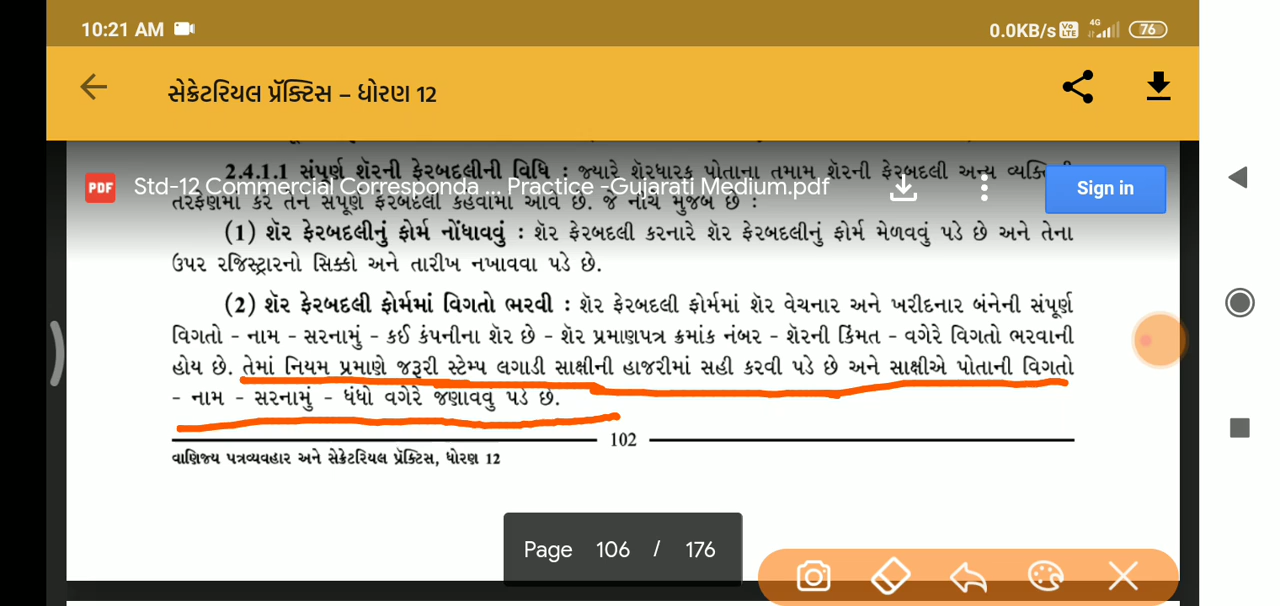 10:21 AM 0.0KB/s Vo LTE 4G 76
સેક્રેટરિયલ પ્રૅક્ટિસ – ધોરણ 12
2.4.1.1 સંપૂર્ણ શૅરની ફેરબદલીની વિધિ : જ્યારે શૅરધારક પોતાના તમામ શૅરની ફેરબદલી અન્ય
PDF Std-12 Commercial Corresponda ... Practice -Gujarati Medium.pdf Sign in
તરફેણમાં કરે તેને સંપૂર્ણ ફેરબદલી કહેવામાં આવે છે. જે નીચે મુજબ છે :
(1) શૅર ફેરબદલીનું ફોર્મ નોંધાવવું : શૅર ફેરબદલી કરનારે શૅર ફેરબદલીનું ફોર્મ મેળવવું પડે છે અને તેના
ઉપર રજિસ્ટ્રારનો સિક્કો અને તારીખ નખાવવા પડે છે.
(2) શૅર ફેરબદલી ફોર્મમાં વિગતો ભરવી : શૅર ફેરબદલી ફોર્મમાં શૅર વેચનાર અને ખરીદનાર બંનેની સંપૂર્ણ
વિગતો - નામ - સરનામું - કઈ કંપનીના શૅર છે - શૅર પ્રમાણપત્ર ક્રમાંક નંબર - શૅરની કિંમત - વગેરે વિગતો ભરવાની
હોય છે. તેમાં નિયમ પ્રમાણે જરૂરી સ્ટેમ્પ લગાડી સાક્ષીની હાજરીમાં સહી કરવી પડે છે અને સાક્ષીએ પોતાની વિગતો
- નામ - સરનામું - ધંધો વગેરે જણાવવું પડે છે.
102
વાણિજ્ય પત્રવ્યવહાર અને સેક્રેટરિયલ પ્રૅક્ટિસ, ધોરણ 12
Page 106 / 176